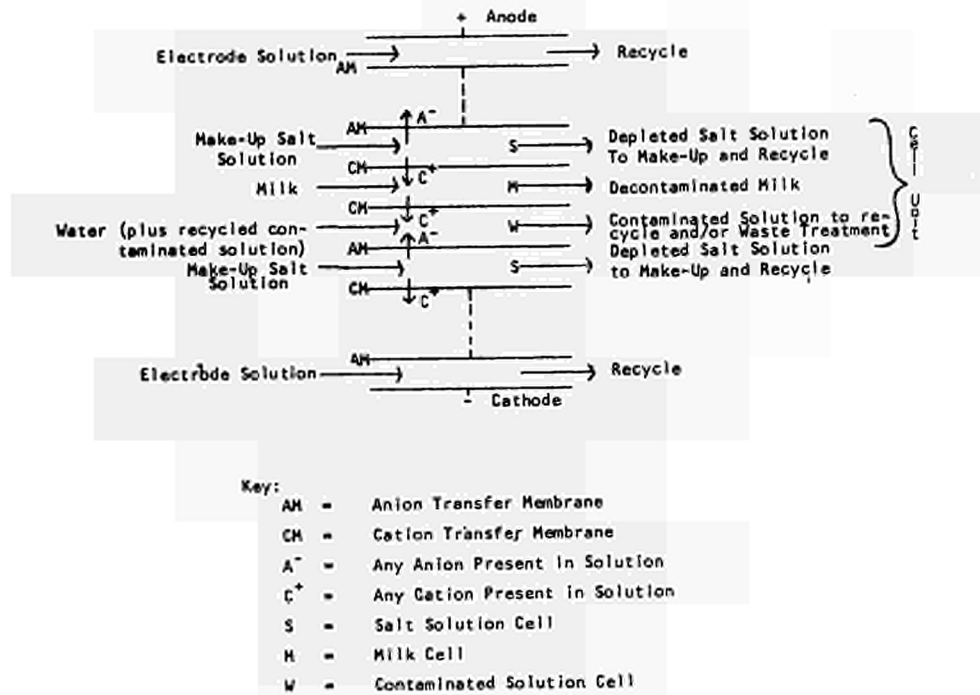 + Anode
Electrode Solution
Recycle
AM
AM
A⁻
Make-Up Salt
Solution
S
Depleted Salt Solution
To Make-Up and Recycle
CM
C⁺
Milk
M
Decontaminated Milk
CM
C⁺
Water (plus recycled con-
taminated solution)
A⁻
W
Contaminated Solution to re-
cycle and/or Waste Treatment
AM
Make-Up Salt
Solution
S
Depleted Salt Solution
to Make-Up and Recycle
CM
C⁺
Cell Unit
AM
Electrode Solution
Recycle
- Cathode
Key:
AM = Anion Transfer Membrane
CM = Cation Transfer Membrane
A⁻ = Any Anion Present in Solution
C⁺ = Any Cation Present in Solution
S = Salt Solution Cell
M = Milk Cell
W = Contaminated Solution Cell